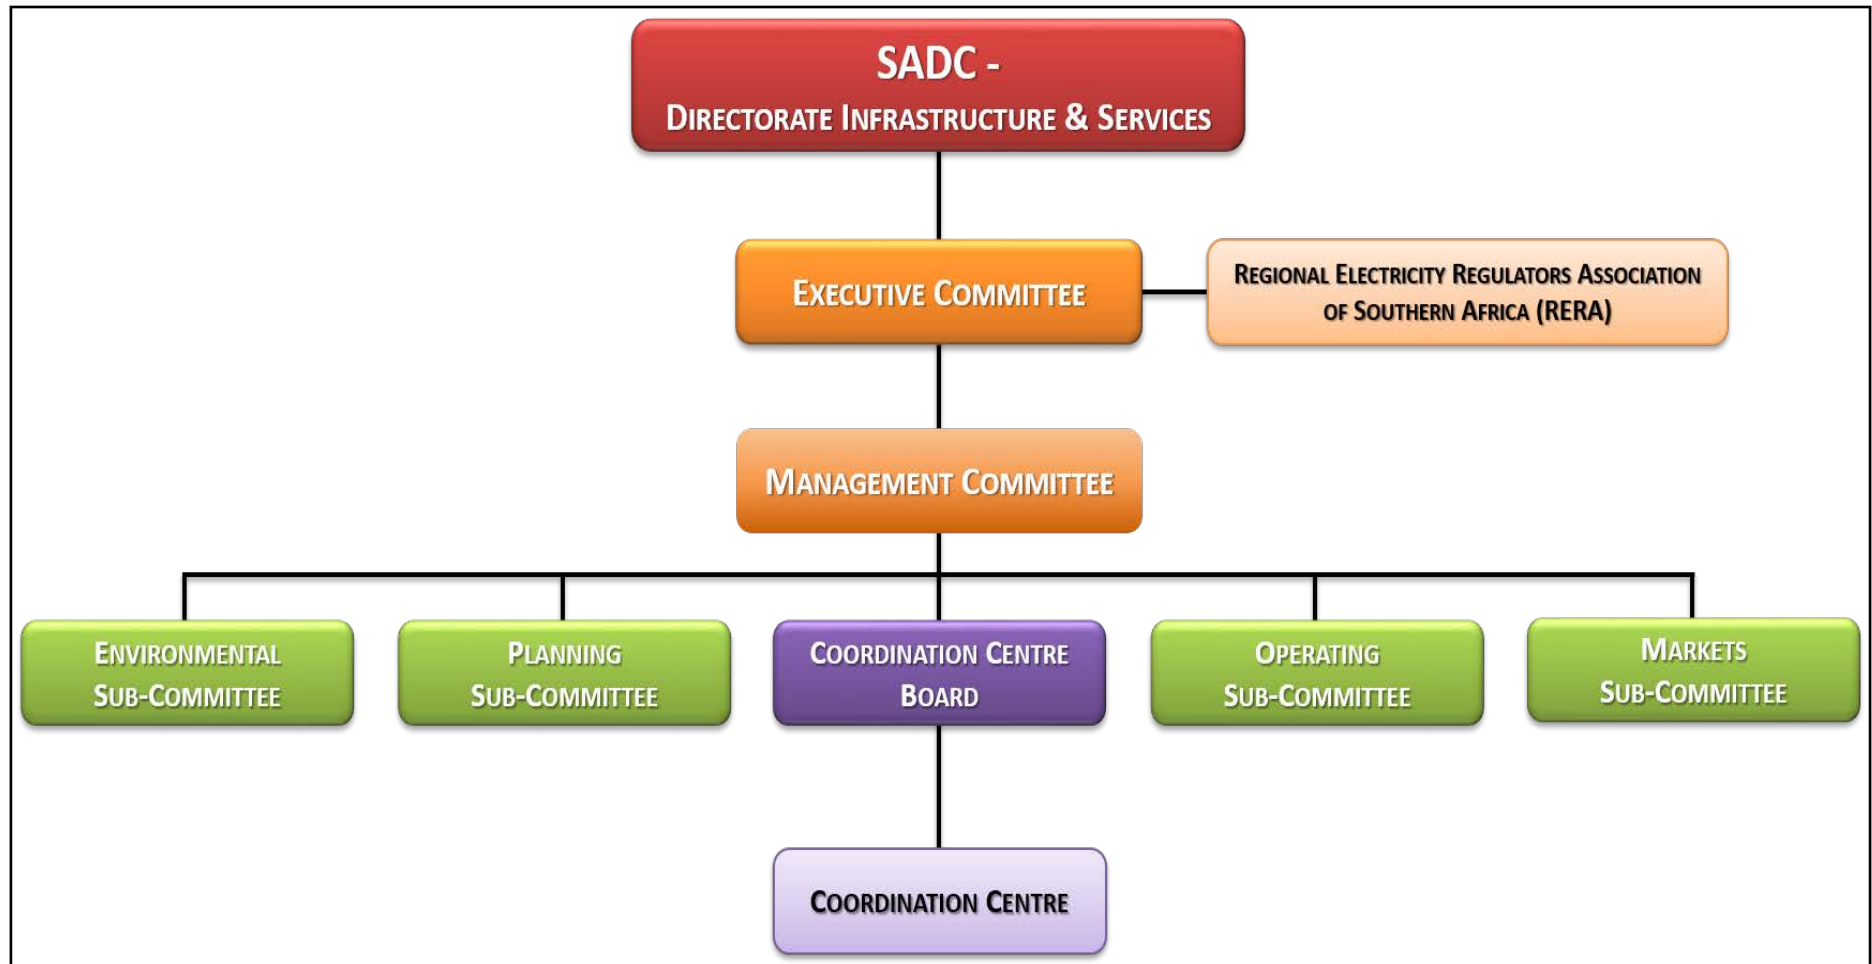 SADC -
DIRECTORATE INFRASTRUCTURE & SERVICES
EXECUTIVE COMMITTEE
REGIONAL ELECTRICITY REGULATORS ASSOCIATION
OF SOUTHERN AFRICA (RERA)
MANAGEMENT COMMITTEE
ENVIRONMENTAL
SUB-COMMITTEE
PLANNING
SUB-COMMITTEE
COORDINATION CENTRE
BOARD
OPERATING
SUB-COMMITTEE
MARKETS
SUB-COMMITTEE
COORDINATION CENTRE